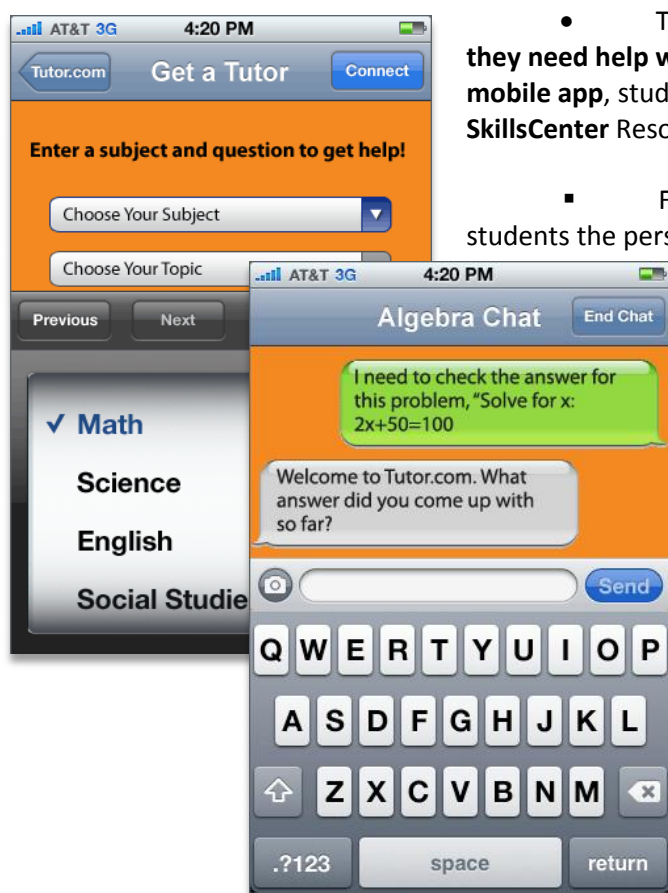 AT&T 3G 4:20 PM
Tutor.com Get a Tutor Connect
Enter a subject and question to get help!
Choose Your Subject
Choose Your Topic
Previous Next
✓ Math
Science
English
Social Studie
• T
they need help w
mobile app, stud
SkillsCenter Reso
▪ F
students the pers
AT&T 3G 4:20 PM
Algebra Chat End Chat
I need to check the answer for
this problem, "Solve for x:
2x+50=100
Welcome to Tutor.com. What
answer did you come up with
so far?
Send
Q W E R T Y U I O P
A S D F G H J K L
Z X C V B N M
.?123 space return